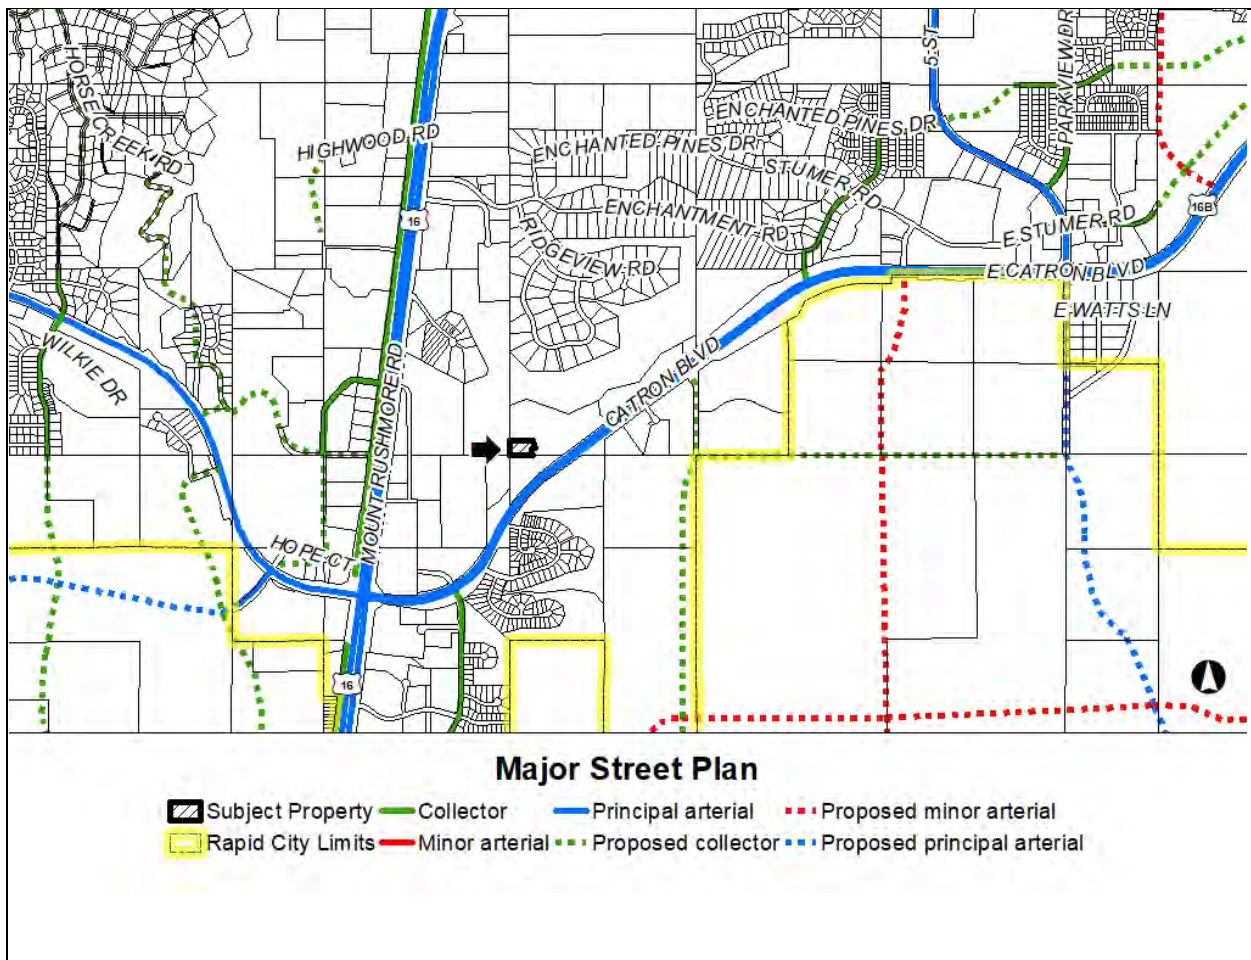 HORSE CREEK RD
HIGHWOOD RD
5 ST
PARKVIEW DR
ENCHANTED PINES DR
ENCHANTED PINES DR
STUMER RD
ENCHANTMENT RD
RIDGEVIEW RD
16
16B
E STUMER RD
E CATRON BLVD
E WATTS LN
WILKIE DR
MOUNT RUSHMORE RD
CATRON BLVD
HOPE CT
16
Major Street Plan
Subject Property Collector Principal arterial Proposed minor arterial
Rapid City Limits Minor arterial Proposed collector Proposed principal arterial